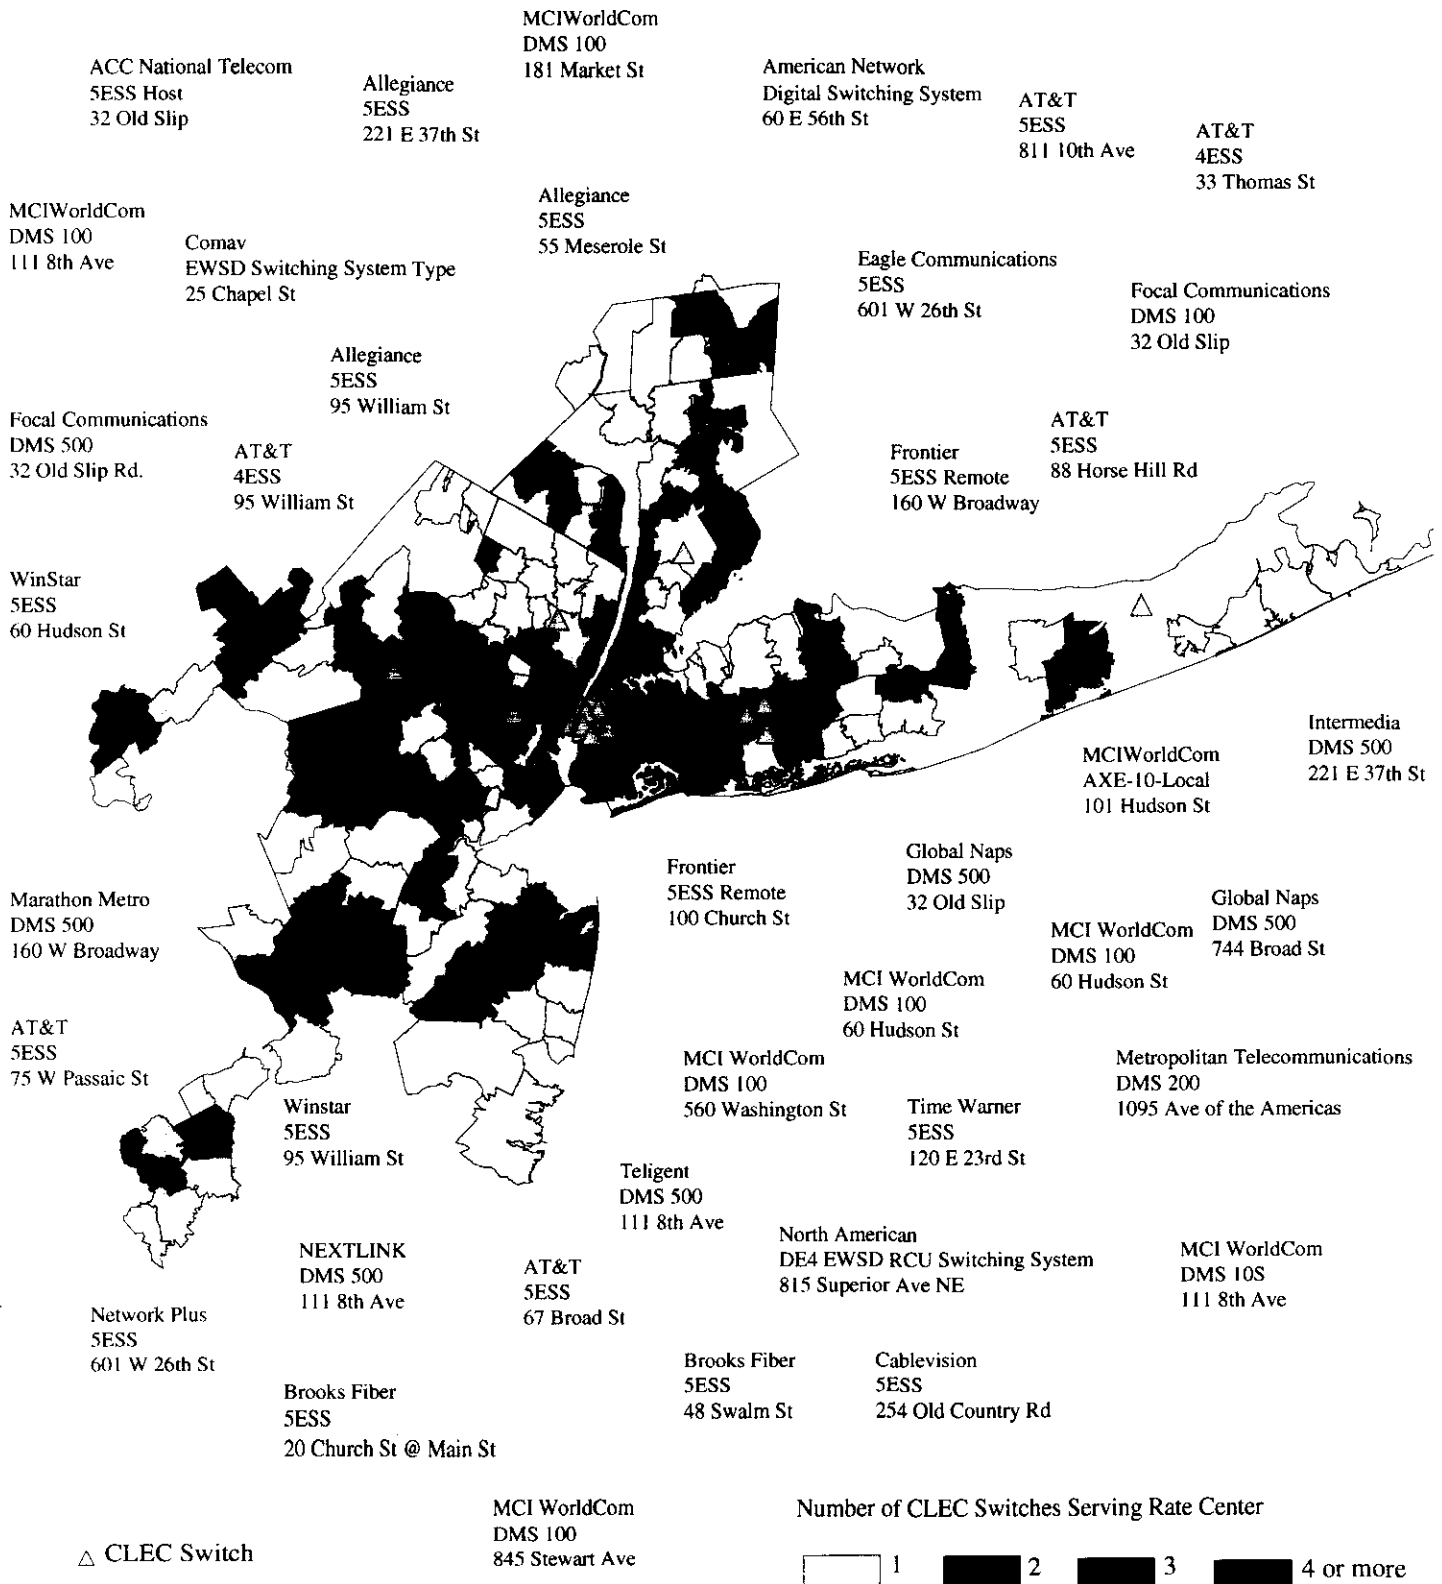 MCIWorldCom
DMS 100
181 Market St
ACC National Telecom
5ESS Host
32 Old Slip
Allegiance
5ESS
221 E 37th St
American Network
Digital Switching System
60 E 56th St
AT&T
5ESS
811 10th Ave
AT&T
4ESS
33 Thomas St
MCIWorldCom
DMS 100
111 8th Ave
Comav
EWSD Switching System Type
25 Chapel St
Allegiance
5ESS
55 Meserole St
Eagle Communications
5ESS
601 W 26th St
Focal Communications
DMS 100
32 Old Slip
Allegiance
5ESS
95 William St
Focal Communications
DMS 500
32 Old Slip Rd.
AT&T
4ESS
95 William St
Frontier
5ESS Remote
160 W Broadway
AT&T
5ESS
88 Horse Hill Rd
WinStar
5ESS
60 Hudson St
MCIWorldCom
AXE-10-Local
101 Hudson St
Intermedia
DMS 500
221 E 37th St
Marathon Metro
DMS 500
160 W Broadway
Frontier
5ESS Remote
100 Church St
Global Naps
DMS 500
32 Old Slip
MCI WorldCom
DMS 100
60 Hudson St
Global Naps
DMS 500
744 Broad St
MCI WorldCom
DMS 100
60 Hudson St
AT&T
5ESS
75 W Passaic St
MCI WorldCom
DMS 100
560 Washington St
Metropolitan Telecommunications
DMS 200
1095 Ave of the Americas
Winstar
5ESS
95 William St
Time Warner
5ESS
120 E 23rd St
Teligent
DMS 500
111 8th Ave
NEXTLINK
DMS 500
111 8th Ave
AT&T
5ESS
67 Broad St
North American
DE4 EWSD RCU Switching System
815 Superior Ave NE
MCI WorldCom
DMS 10S
111 8th Ave
Network Plus
5ESS
601 W 26th St
Brooks Fiber
5ESS
20 Church St @ Main St
Brooks Fiber
5ESS
48 Swalm St
Cablevision
5ESS
254 Old Country Rd
MCI WorldCom
DMS 100
845 Stewart Ave
CLEC Switch
Number of CLEC Switches Serving Rate Center
1 2 3 4 or more